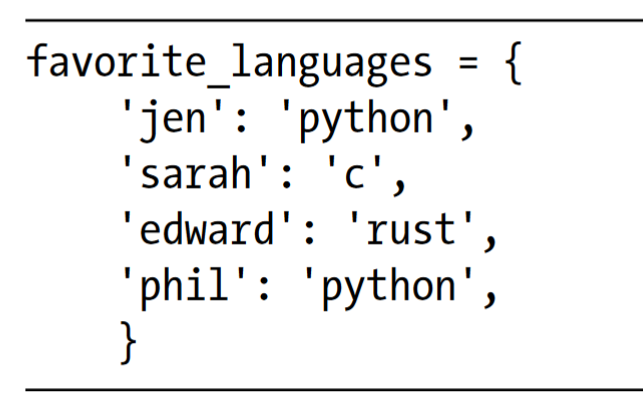 favorite_languages = {
    'jen': 'python',
    'sarah': 'c',
    'edward': 'rust',
    'phil': 'python',
    }